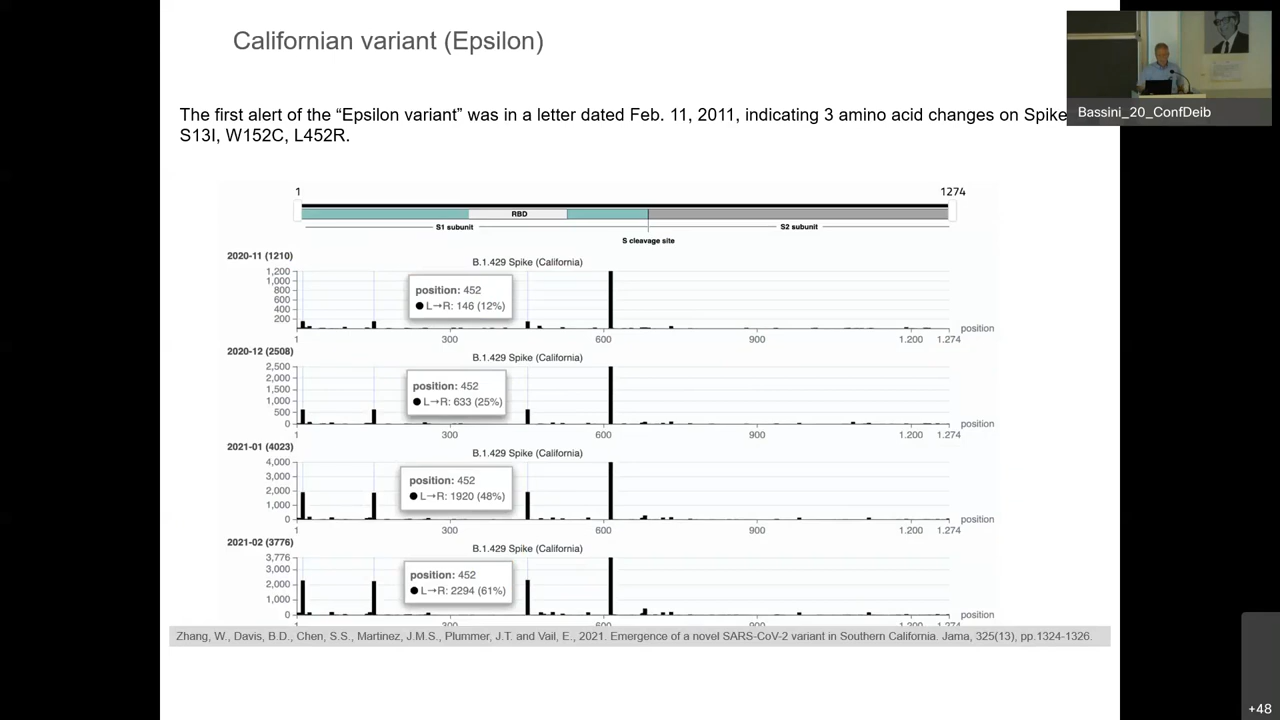 Californian variant (Epsilon)
Bassini_20_ConfDeib
The first alert of the “Epsilon variant” was in a letter dated Feb. 11, 2011, indicating 3 amino acid changes on Spike
S13I, W152C, L452R.
1 1274
RBD
S1 subunit S2 subunit
S cleavage site
2020-11 (1210)
B.1.429 Spike (California)
1,200
1,000
800
600
400
200
position: 452
L→R: 146 (12%)
position
1 300 600 900 1.200 1.274
2020-12 (2508)
B.1.429 Spike (California)
2,500
2,000
1,500
1,000
500
0
position: 452
L→R: 633 (25%)
position
1 300 600 900 1.200 1.274
2021-01 (4023)
B.1.429 Spike (California)
4,000
3,000
2,000
1,000
0
position: 452
L→R: 1920 (48%)
position
1 300 600 900 1.200 1.274
2021-02 (3776)
B.1.429 Spike (California)
3,776
3,000
2,000
1,000
0
position: 452
L→R: 2294 (61%)
position
1 300 600 900 1.200 1.274
Zhang, W., Davis, B.D., Chen, S.S., Martinez, J.M.S., Plummer, J.T. and Vail, E., 2021. Emergence of a novel SARS-CoV-2 variant in Southern California. Jama, 325(13), pp.1324-1326.
+48